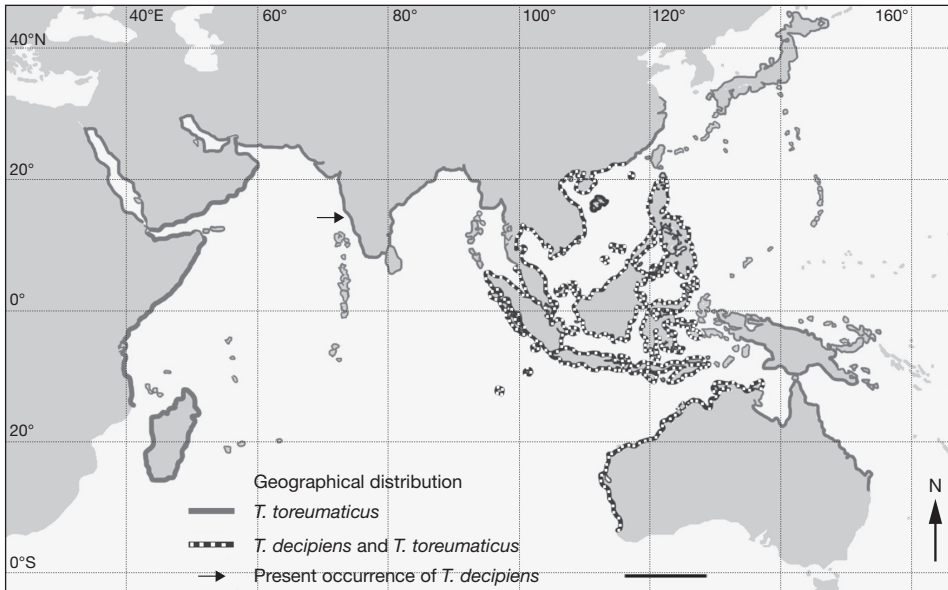 40°E 60° 80° 100° 120° 160°
40°N
20°
0°
20°
0°S
Geographical distribution
T. toreumaticus
T. decipiens and T. toreumaticus
Present occurrence of T. decipiens
N